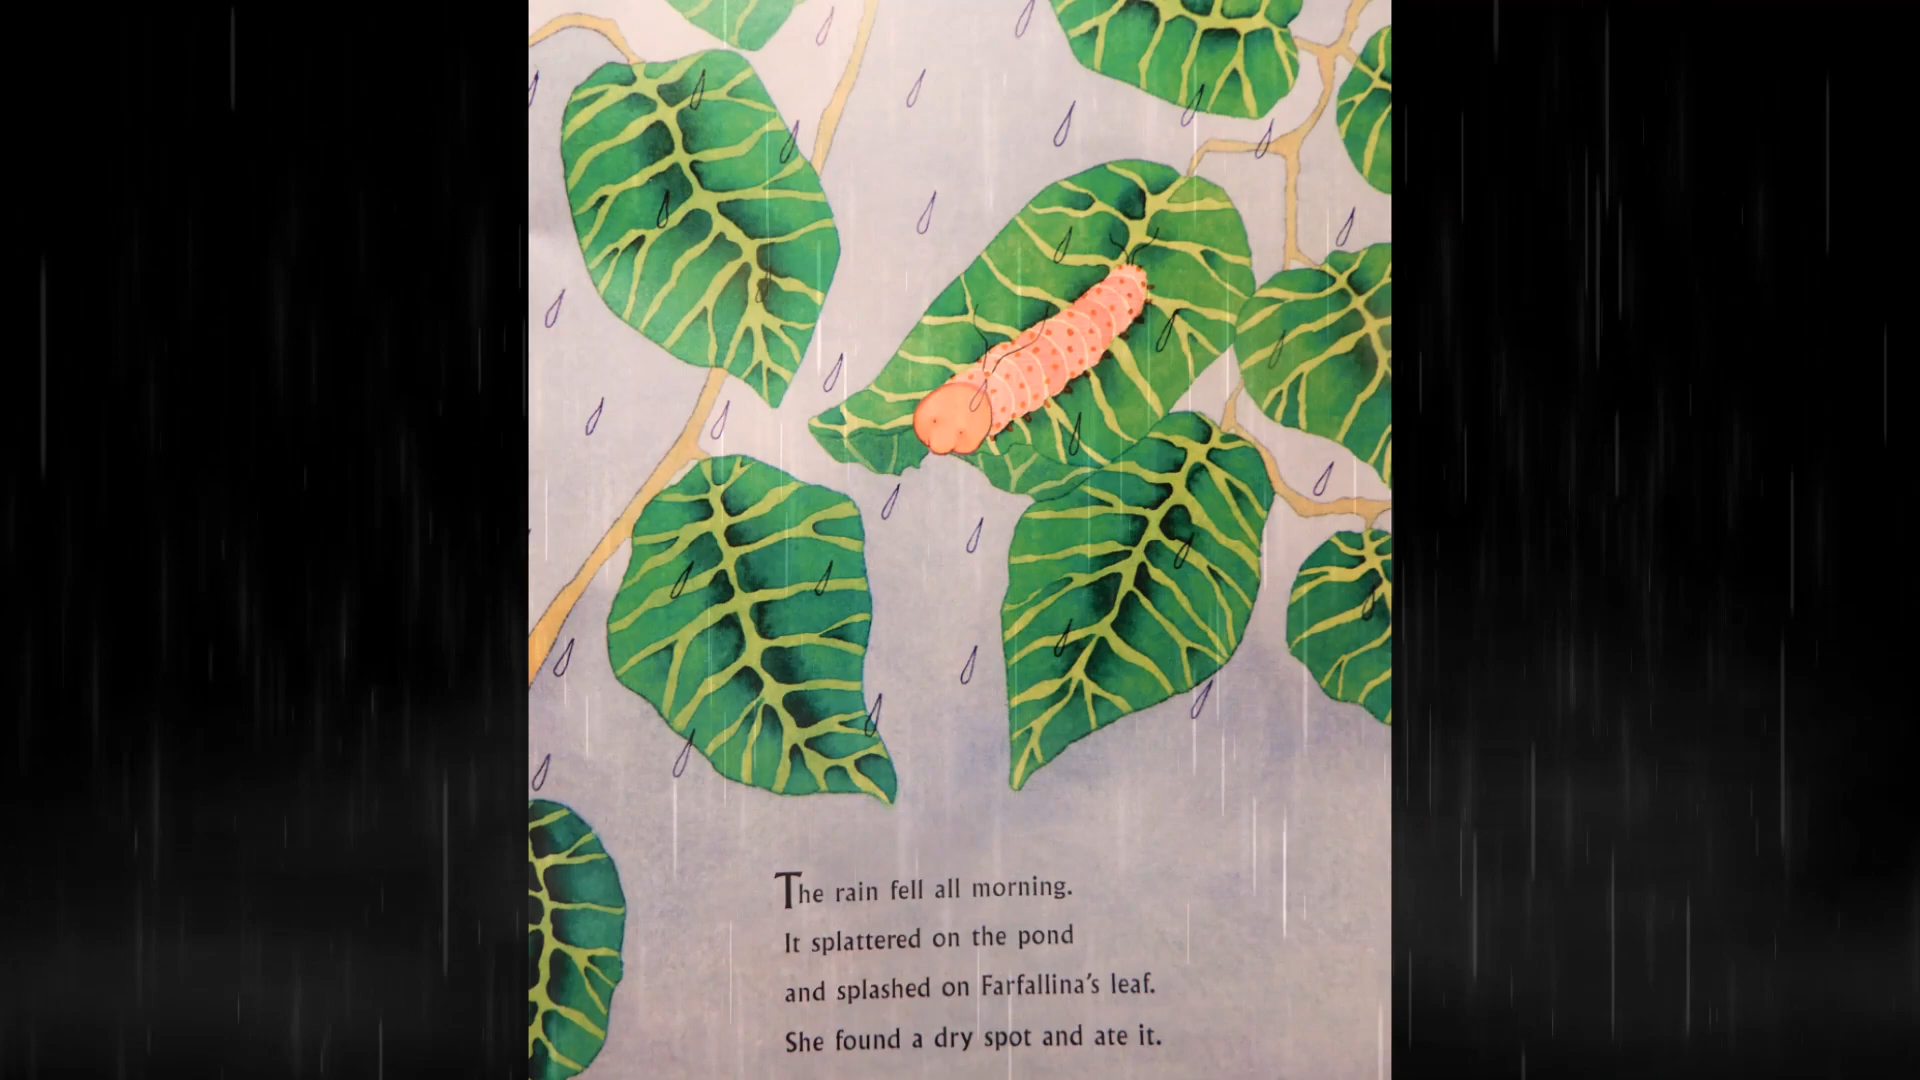 The rain fell all morning.
It splattered on the pond
and splashed on Farfallina's leaf.
She found a dry spot and ate it.